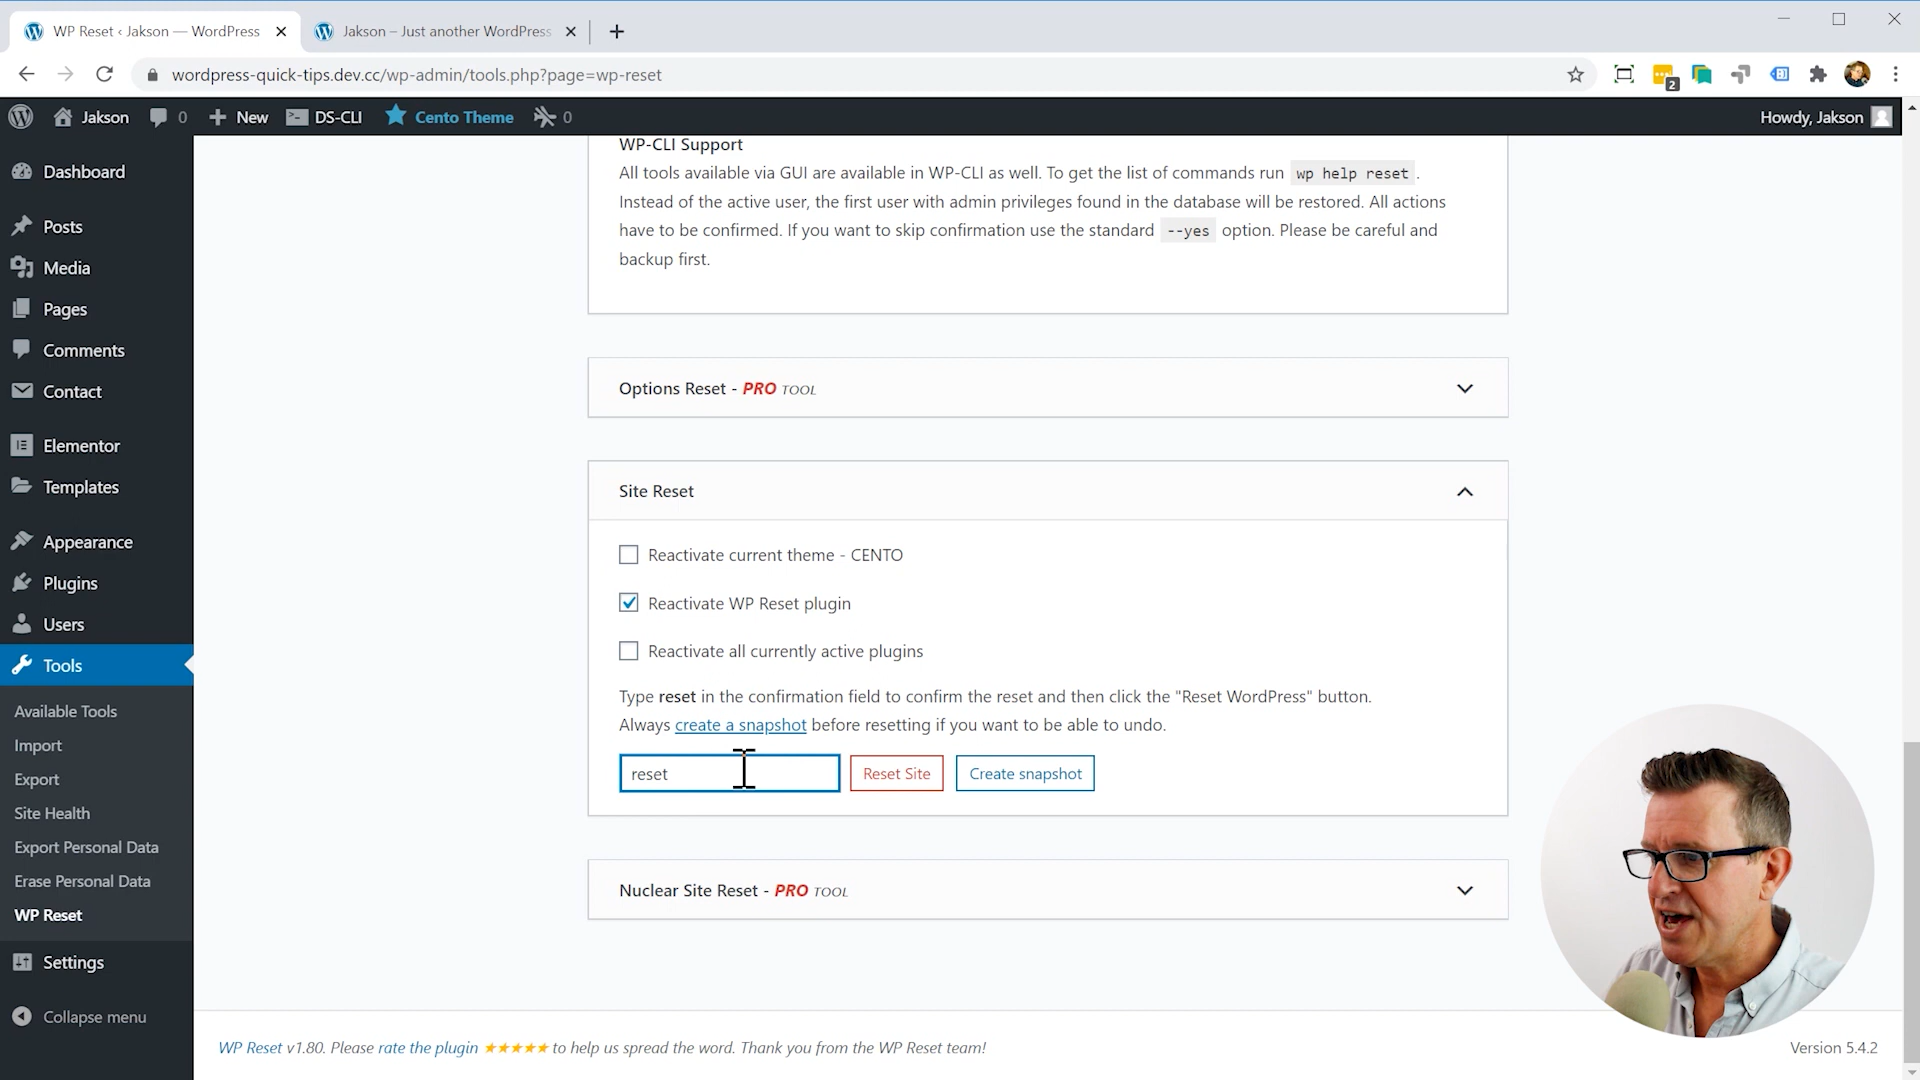 WP Reset ‹ Jakson — WordPress
Jakson – Just another WordPress
wordpress-quick-tips.dev.cc/wp-admin/tools.php?page=wp-reset
2
Jakson
0
New
DS-CLI
Cento Theme
0
Howdy, Jakson
Dashboard
Posts
Media
Pages
Comments
Contact
Elementor
Templates
Appearance
Plugins
Users
Tools
Available Tools
Import
Export
Site Health
Export Personal Data
Erase Personal Data
WP Reset
Settings
Collapse menu
WP-CLI Support
All tools available via GUI are available in WP-CLI as well. To get the list of commands run wp help reset .
Instead of the active user, the first user with admin privileges found in the database will be restored. All actions
have to be confirmed. If you want to skip confirmation use the standard --yes option. Please be careful and
backup first.
Options Reset - PRO TOOL
Site Reset
Reactivate current theme - CENTO
Reactivate WP Reset plugin
Reactivate all currently active plugins
Type reset in the confirmation field to confirm the reset and then click the "Reset WordPress" button.
Always create a snapshot before resetting if you want to be able to undo.
reset
Reset Site
Create snapshot
Nuclear Site Reset - PRO TOOL
WP Reset v1.80. Please rate the plugin ★★★★★ to help us spread the word. Thank you from the WP Reset team!
Version 5.4.2